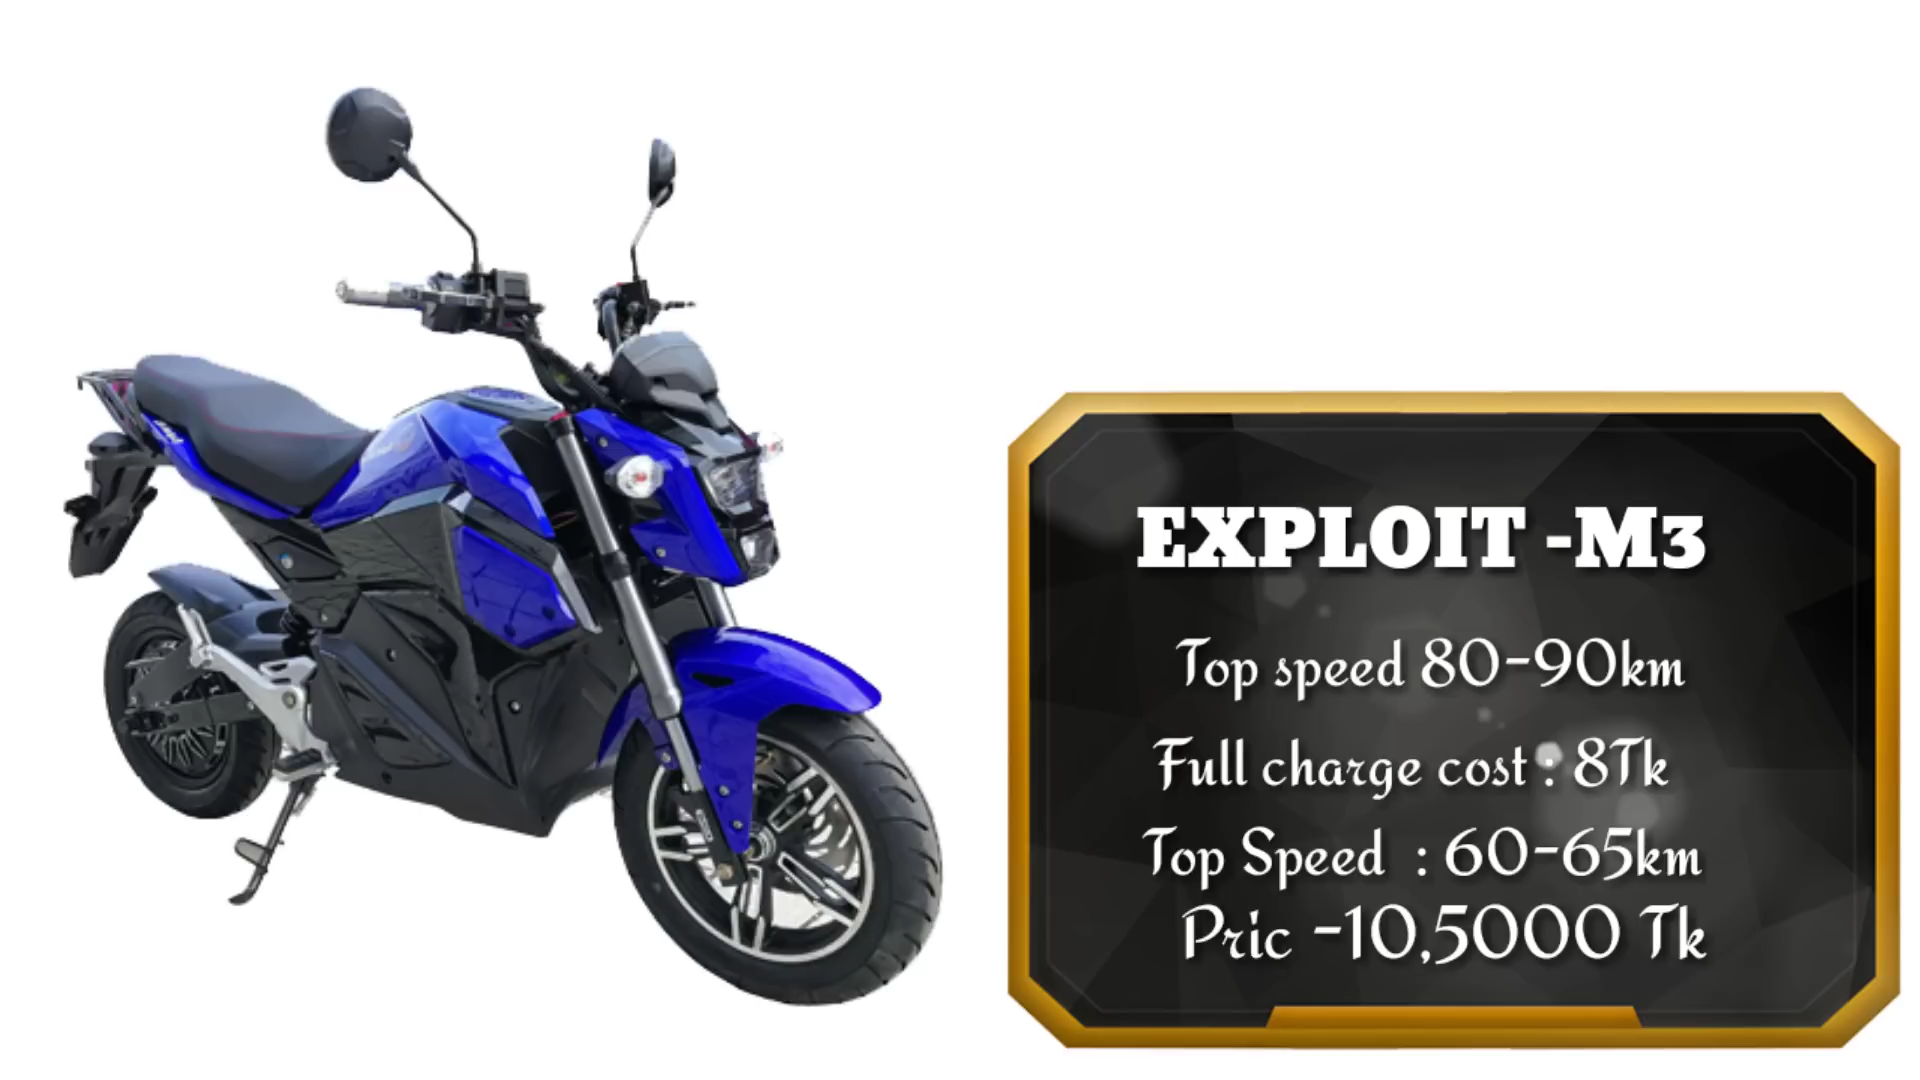 EXPLOIT -M3
Top speed 80-90km
Full charge cost : 8Tk
Top Speed : 60-65km
Pric -10,5000 Tk